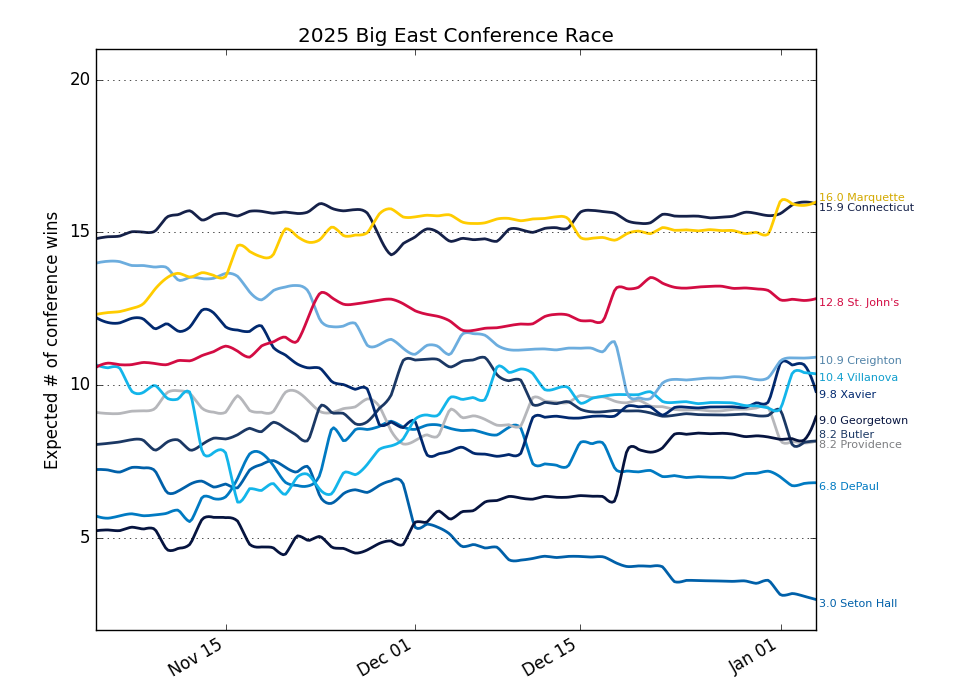 2025 Big East Conference Race
Expected # of conference wins
20
15
10
5
Nov 15
Dec 01
Dec 15
Jan 01
16.0 Marquette
15.9 Connecticut
12.8 St. John's
10.9 Creighton
10.4 Villanova
9.8 Xavier
9.0 Georgetown
8.2 Butler
8.2 Providence
6.8 DePaul
3.0 Seton Hall